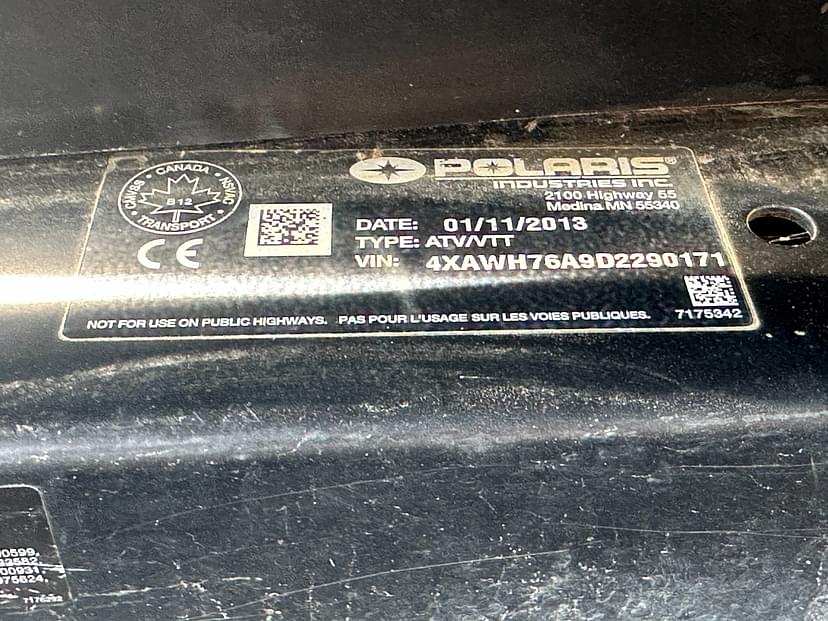 CANADA
B12
TRANSPORT
NSVAC
CE
POLARIS®
INDUSTRIES INC.
2100 Highway 55
Medina MN 55340
DATE: 01/11/2013
TYPE: ATV/VTT
VIN: 4XAWH76A9D2290171
NOT FOR USE ON PUBLIC HIGHWAYS. PAS POUR L'USAGE SUR LES VOIES PUBLIQUES. 7175342